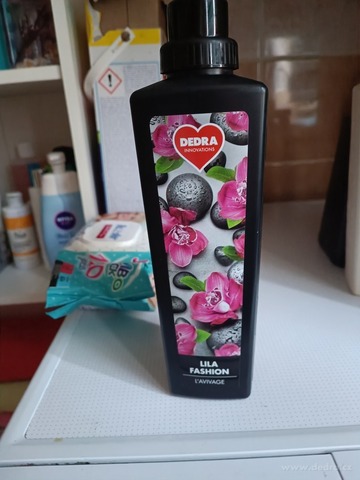 DEDRA
INNOVATIONS
LILA
FASHION
L'AVIVAGE
www.dedra.cz